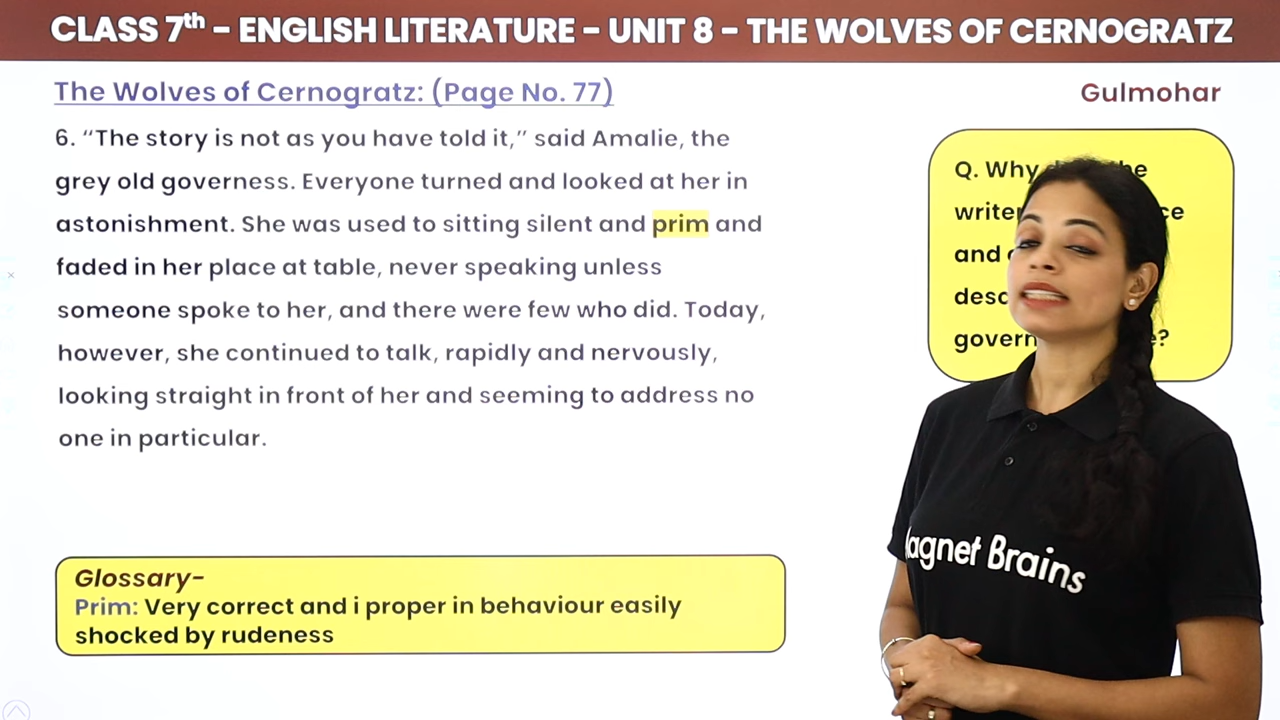 CLASS 7th – ENGLISH LITERATURE – UNIT 8 – THE WOLVES OF CERNOGRATZ
The Wolves of Cernogratz: (Page No. 77)
Gulmohar
6. “The story is not as you have told it,” said Amalie, the
grey old governess. Everyone turned and looked at her in
astonishment. She was used to sitting silent and prim and
faded in her place at table, never speaking unless
someone spoke to her, and there were few who did. Today,
however, she continued to talk, rapidly and nervously,
looking straight in front of her and seeming to address no
one in particular.
Glossary-
Prim: Very correct and i proper in behaviour easily
shocked by rudeness
Q. Why
and
agnet Brains